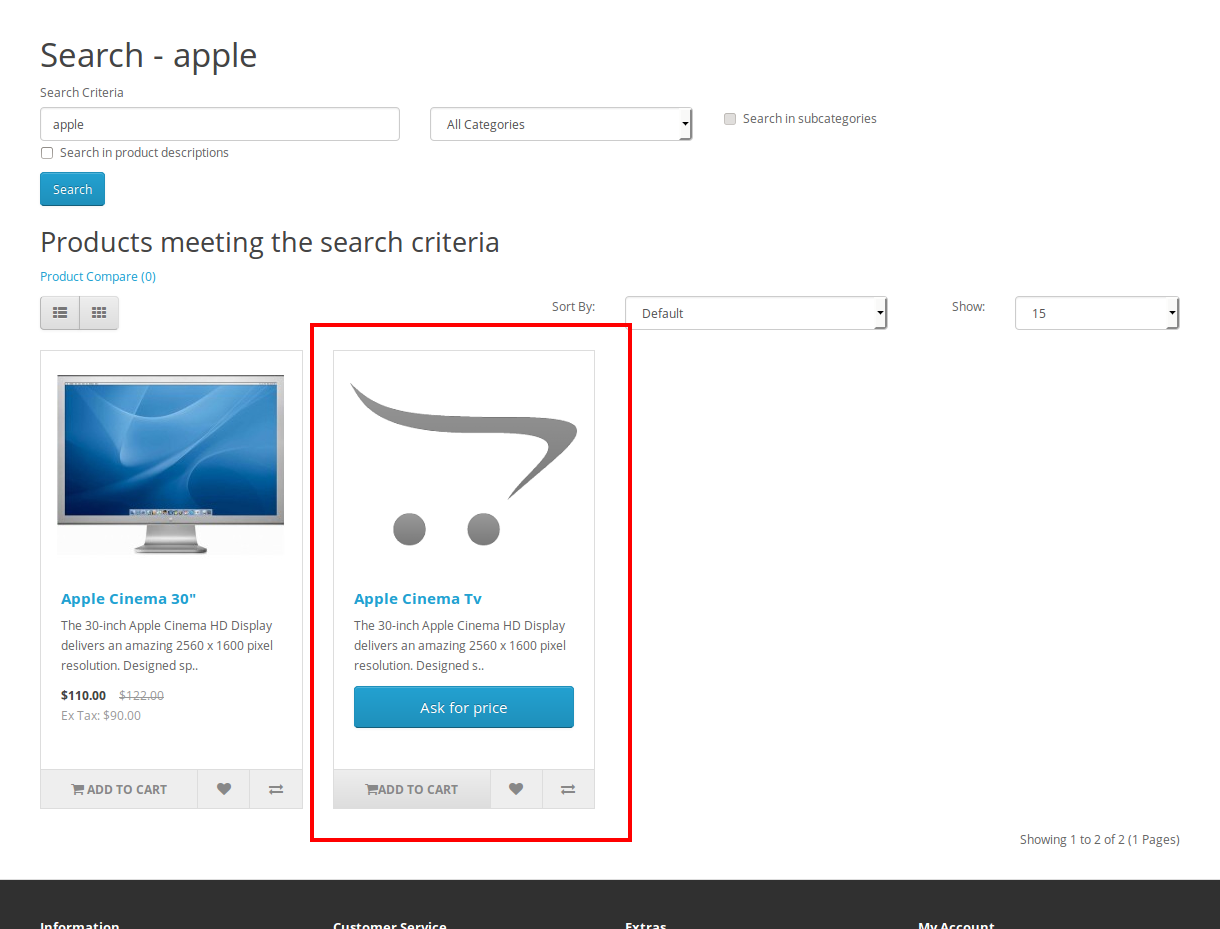 Search - apple
Search Criteria
apple
All Categories
Search in subcategories
Search in product descriptions
Search
Products meeting the search criteria
Product Compare (0)
Sort By:
Default
Show:
15
Apple Cinema 30"
The 30-inch Apple Cinema HD Display
delivers an amazing 2560 x 1600 pixel
resolution. Designed sp..
$110.00 $122.00
Ex Tax: $90.00
ADD TO CART
Apple Cinema Tv
The 30-inch Apple Cinema HD Display
delivers an amazing 2560 x 1600 pixel
resolution. Designed s..
Ask for price
ADD TO CART
Showing 1 to 2 of 2 (1 Pages)
Information
Customer Service
Extras
My Account